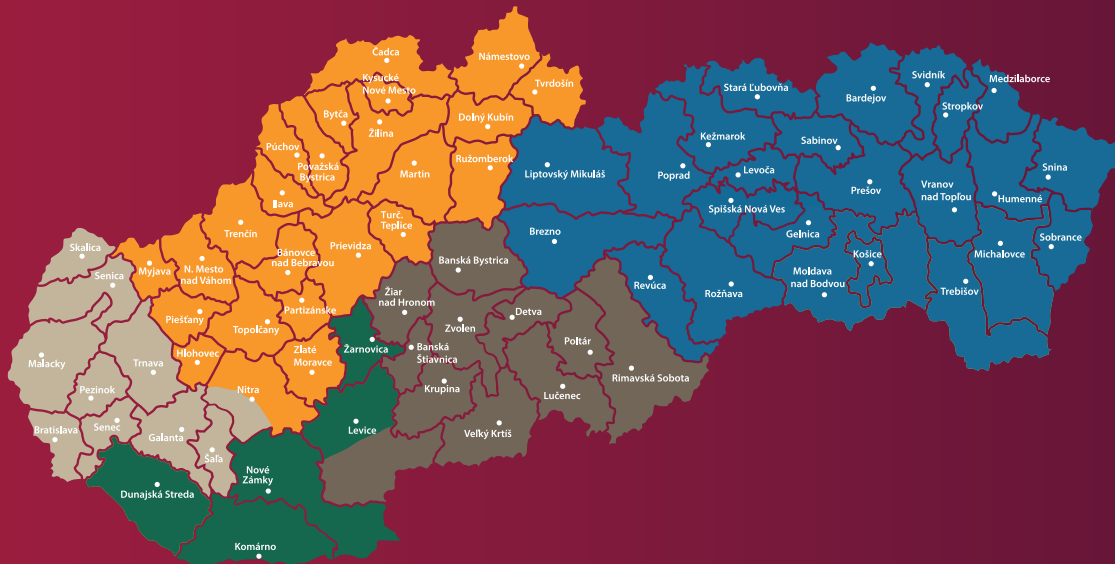 Čadca
Kysucké
Nové Mesto
Námestovo
Tvrdošín
Bytča
Žilina
Dolný Kubín
Púchov
Považská
Bystrica
Martin
Ružomberok
Ilava
Turč.
Teplice
Trenčín
Prievidza
Bánovce
nad Bebravou
Myjava
N. Mesto
nad Váhom
Partizánske
Piešťany
Topoľčany
Hlohovec
Zlaté
Moravce
Nitra
Skalica
Senica
Malacky
Trnava
Pezinok
Bratislava
Senec
Galanta
Šaľa
Dunajská Streda
Nové
Zámky
Komárno
Levice
Žarnovica
Banská Bystrica
Žiar
nad Hronom
Zvolen
Detva
Banská
Štiavnica
Krupina
Poltár
Lučenec
Veľký Krtíš
Rimavská Sobota
Liptovský Mikuláš
Brezno
Revúca
Rožňava
Poprad
Kežmarok
Stará Ľubovňa
Levoča
Spišská Nová Ves
Gelnica
Sabinov
Bardejov
Prešov
Svidník
Stropkov
Medzilaborce
Vranov
nad Topľou
Humenné
Snina
Sobrance
Michalovce
Trebišov
Košice
Moldava
nad Bodvou